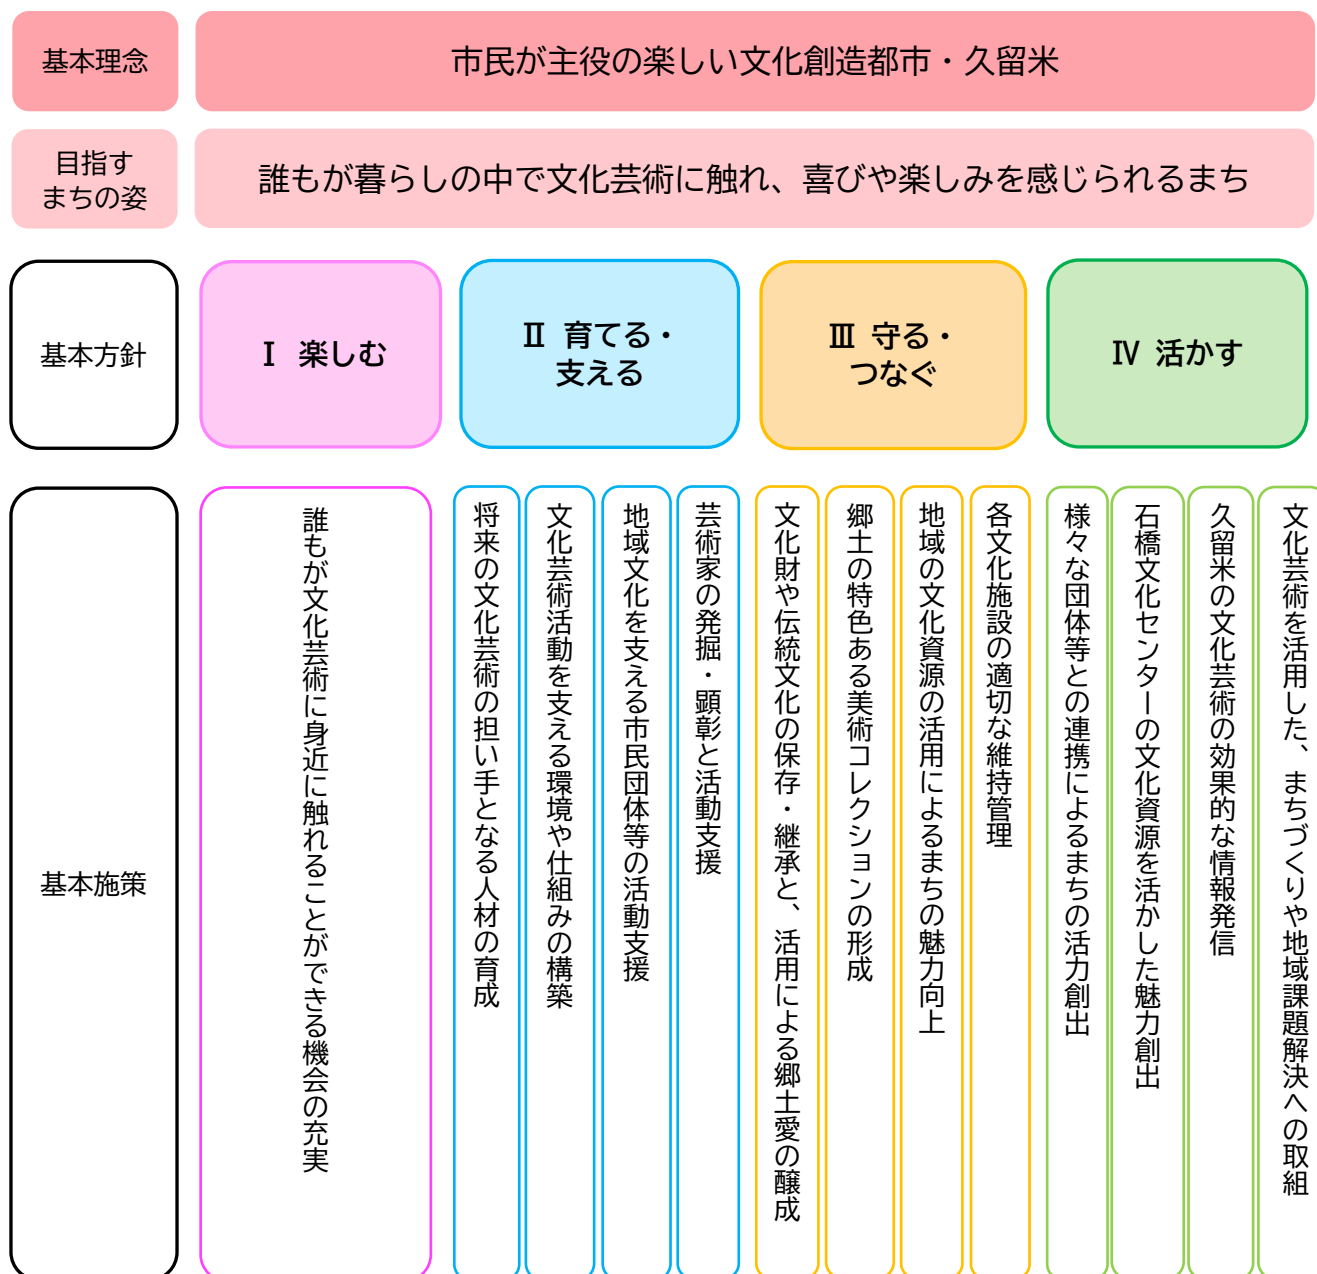 基本理念
市民が主役の楽しい文化創造都市・久留米
目指す
まちの姿
誰もが暮らしの中で文化芸術に触れ、喜びや楽しみを感じられるまち
基本方針
Ⅰ 楽しむ
Ⅱ 育てる・
支える
Ⅲ 守る・
つなぐ
Ⅳ 活かす
基本施策
誰もが文化芸術に身近に触れることができる機会の充実
将来の文化芸術の担い手となる人材の育成
文化芸術活動を支える環境や仕組みの構築
地域文化を支える市民団体等の活動支援
芸術家の発掘・顕彰と活動支援
文化財や伝統文化の保存・継承と、活用による郷土愛の醸成
郷土の特色ある美術コレクションの形成
地域の文化資源の活用によるまちの魅力向上
各文化施設の適切な維持管理
様々な団体等との連携によるまちの活力創出
石橋文化センターの文化資源を活かした魅力創出
久留米の文化芸術の効果的な情報発信
文化芸術を活用した、まちづくりや地域課題解決への取組